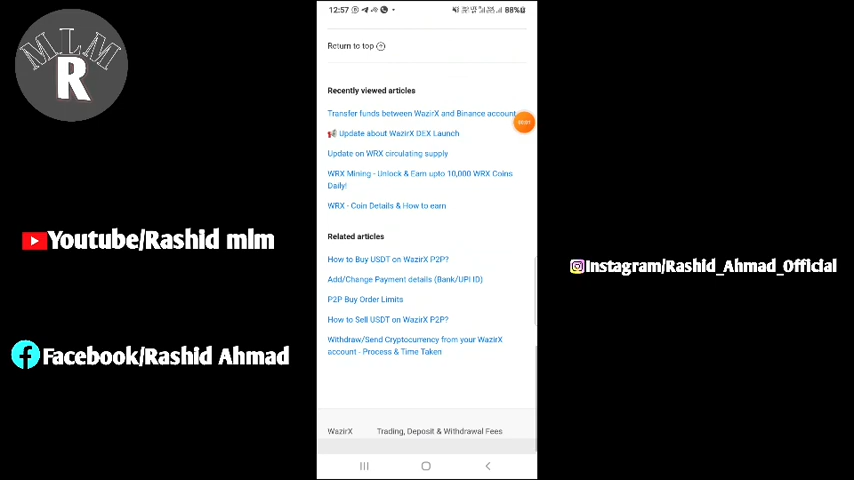 MLM
R
Youtube/Rashid mlm
Facebook/Rashid Ahmad
12:57
88%
Return to top
Recently viewed articles
Transfer funds between WazirX and Binance account
Update about WazirX DEX Launch
Update on WRX circulating supply
WRX Mining - Unlock & Earn upto 10,000 WRX Coins
Daily!
WRX - Coin Details & How to earn
Related articles
How to Buy USDT on WazirX P2P?
Add/Change Payment details (Bank/UPI ID)
P2P Buy Order Limits
How to Sell USDT on WazirX P2P?
Withdraw/Send Cryptocurrency from your WazirX
account - Process & Time Taken
WazirX Trading, Deposit & Withdrawal Fees
Instagram/Rashid_Ahmad_Official